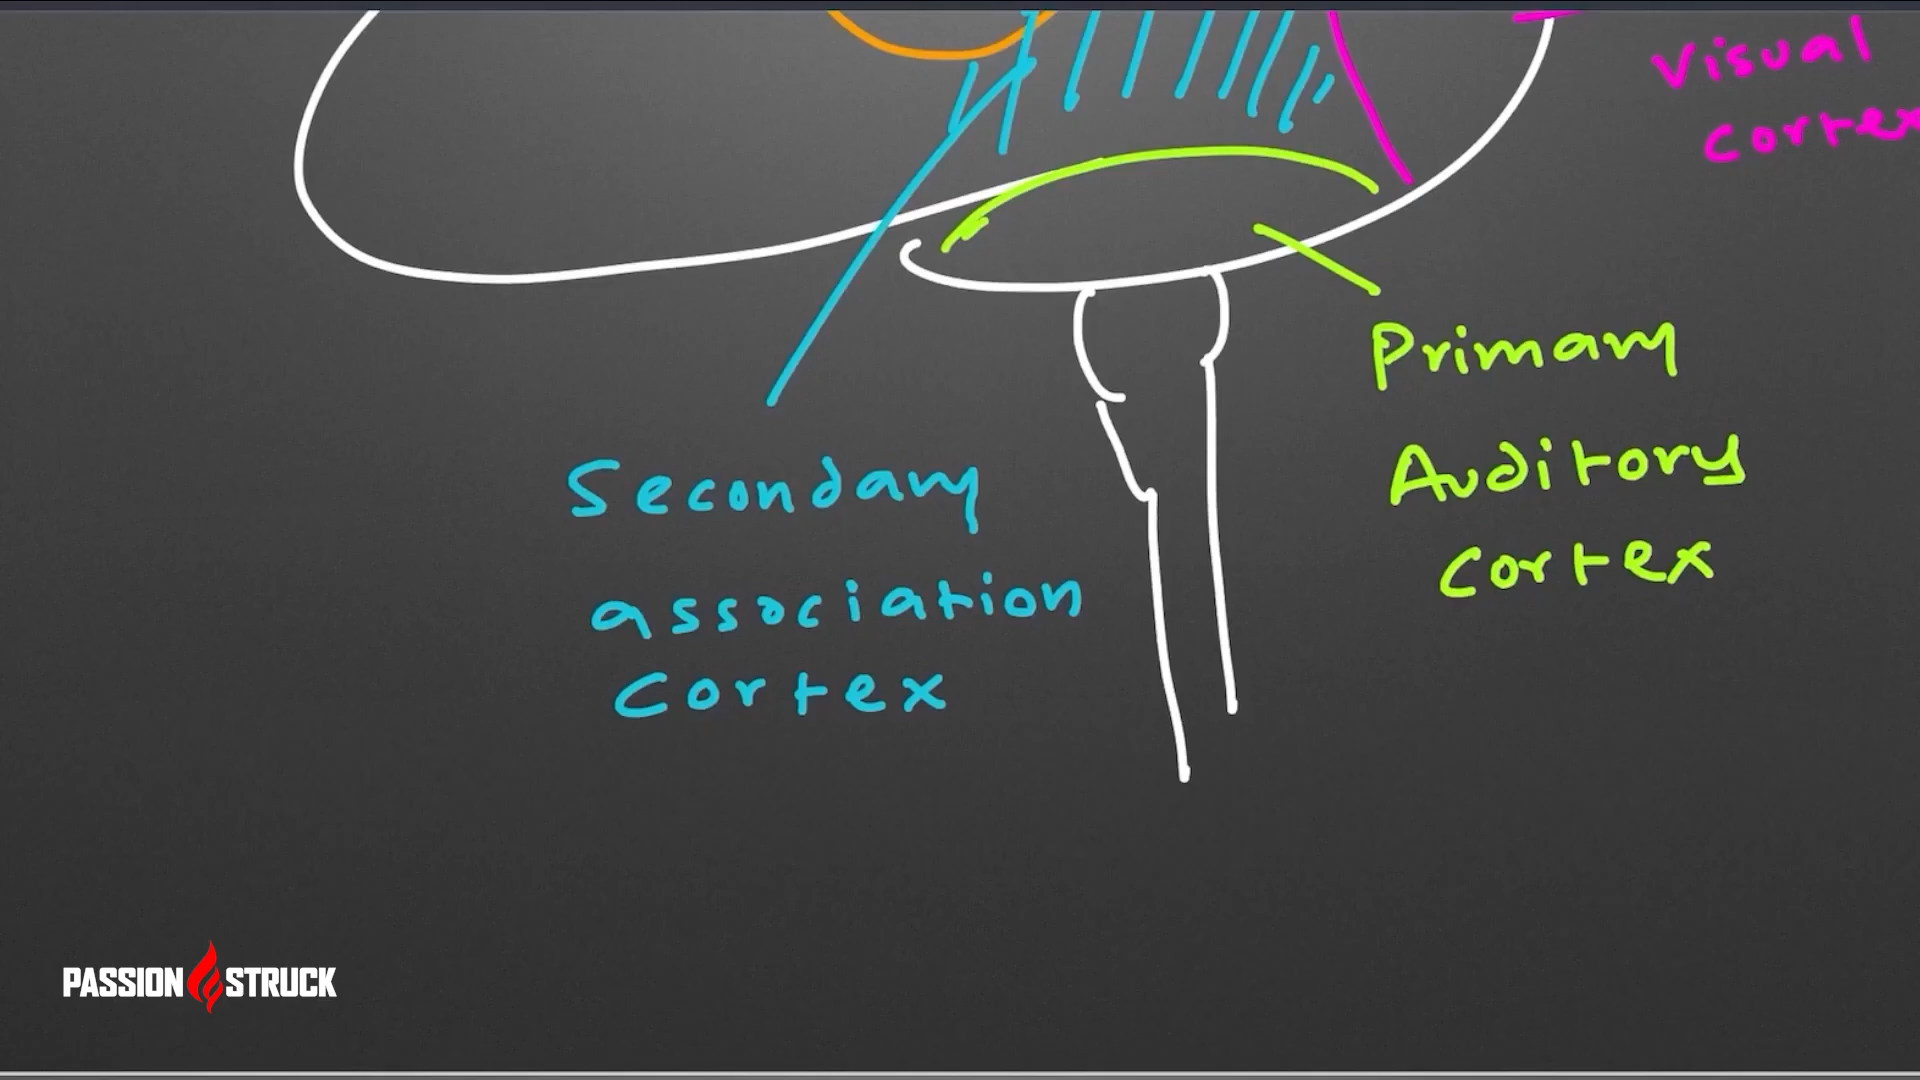 Visual
cortex
Primary
Auditory
cortex
Secondary
association
cortex
PASSION STRUCK